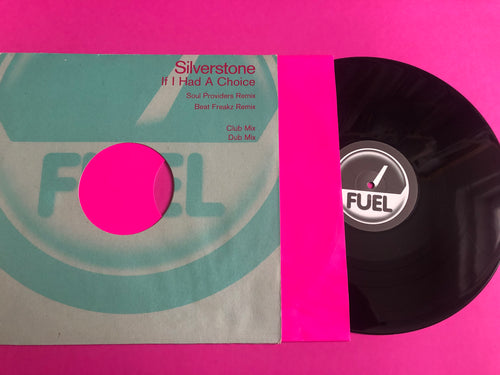 Silverstone
If I Had A Choice
Soul Providers Remix
Beat Freakz Remix
Club Mix
Dub Mix
FUEL
FUEL